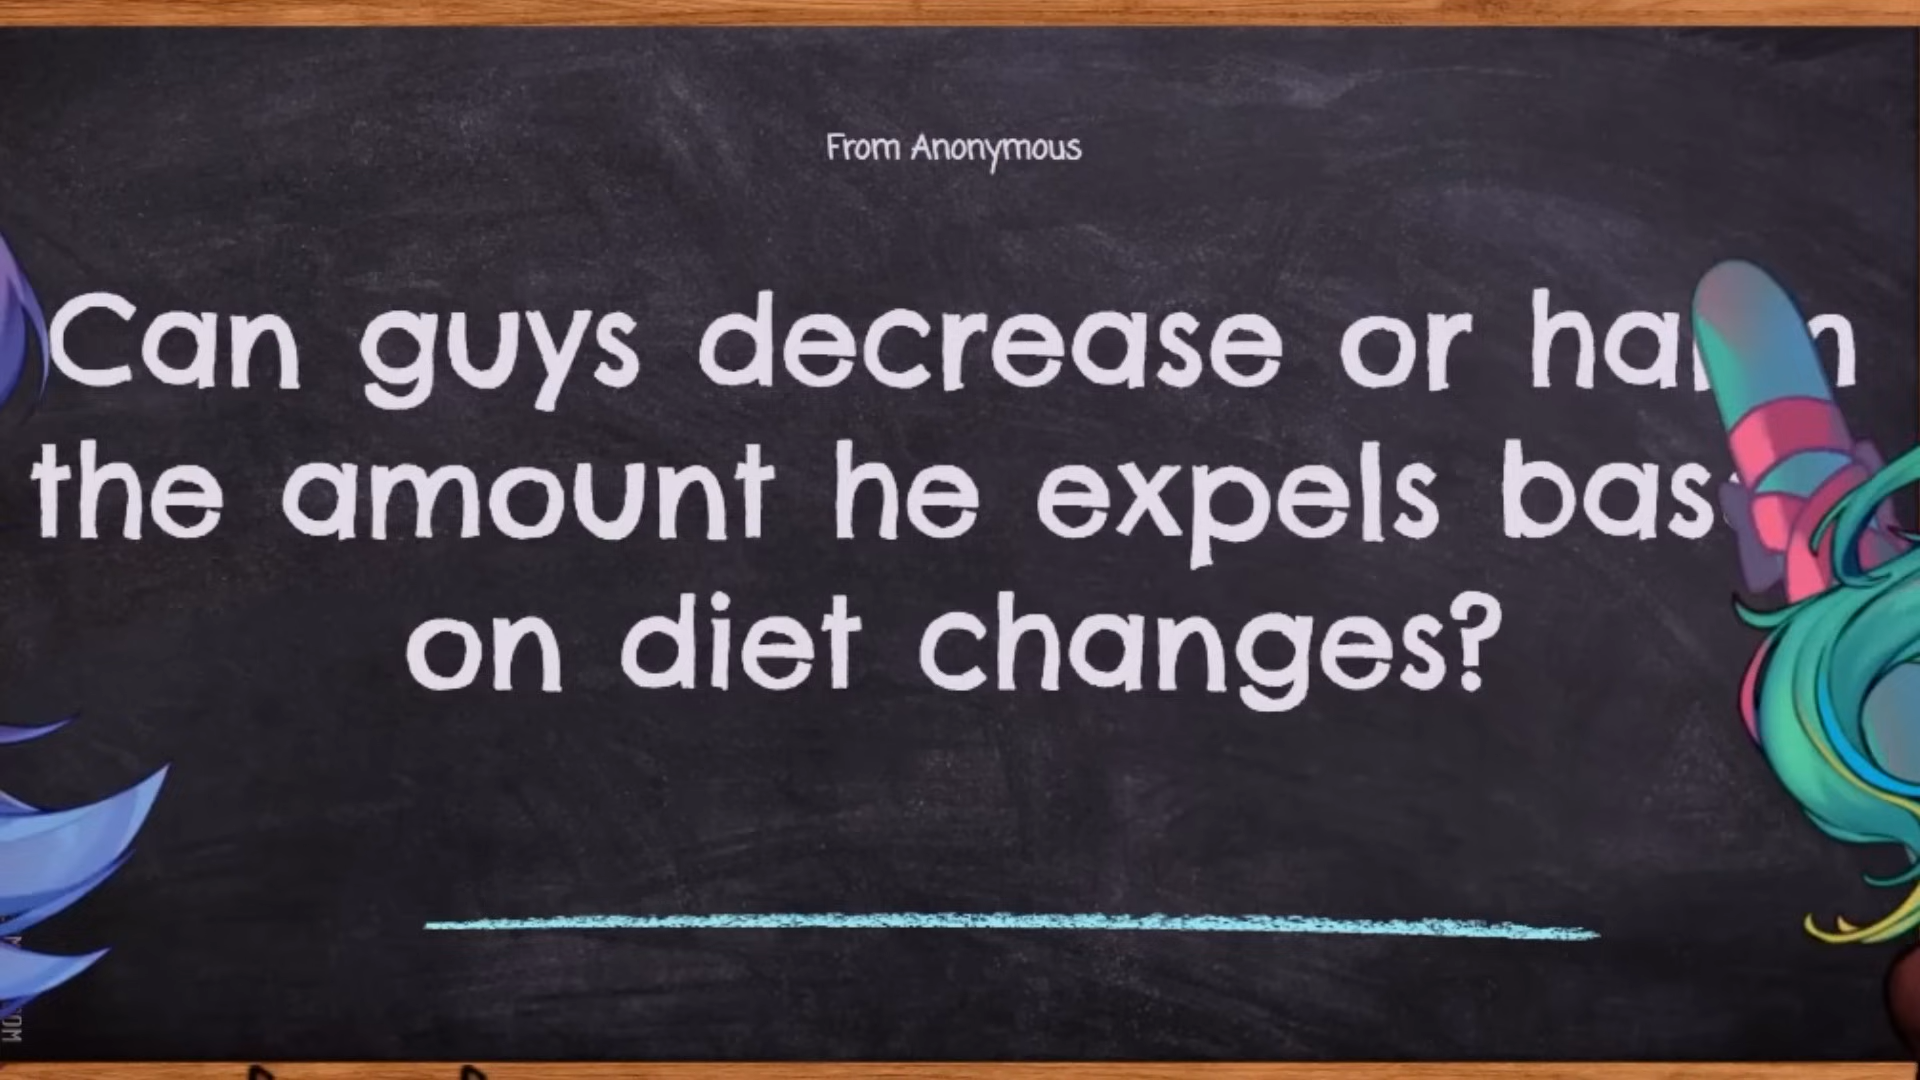 From Anonymous
Can guys decrease or
the amount he expels
on diet changes?